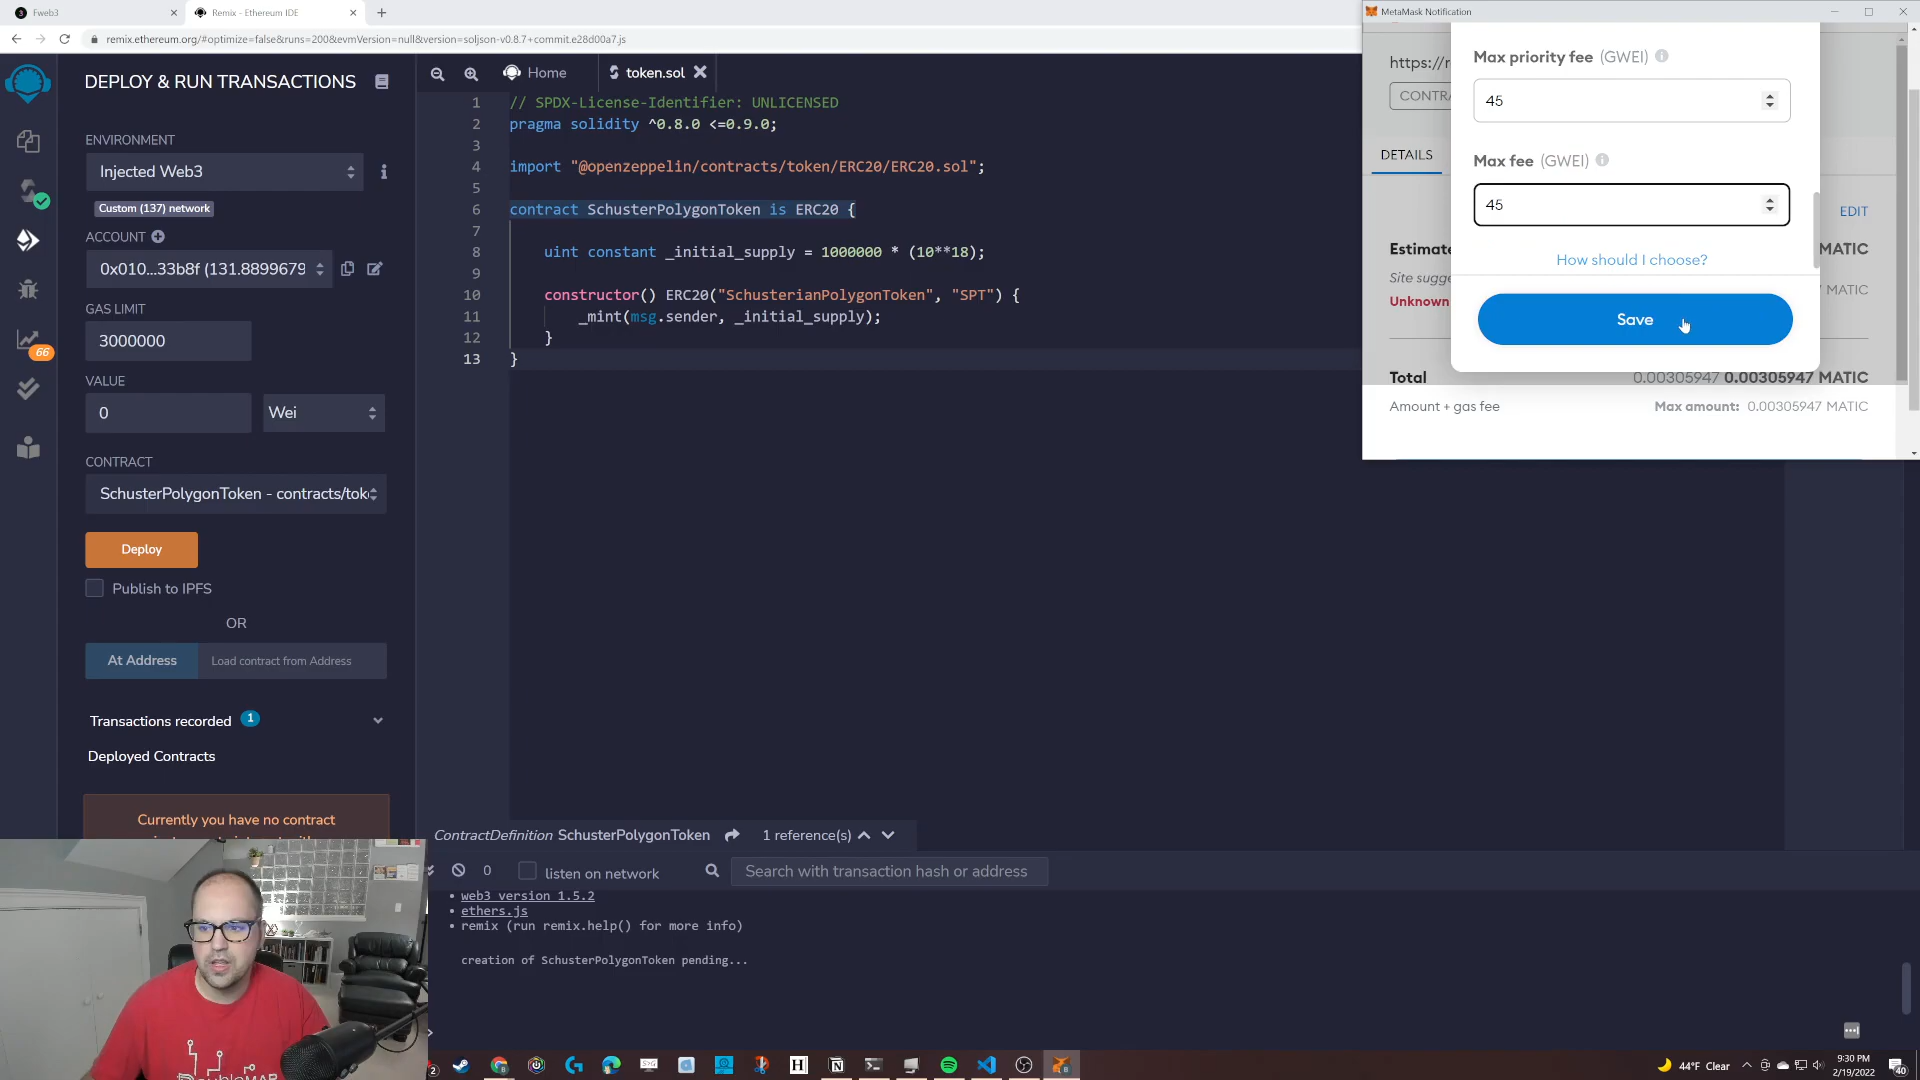 Fweb3
Remix - Ethereum IDE
remix.ethereum.org/#optimize=false&runs=200&evmVersion=null&version=soljson-v0.8.7+commit.e28d00a7.js
DEPLOY & RUN TRANSACTIONS
ENVIRONMENT
Injected Web3
Custom (137) network
ACCOUNT
0x010...33b8f (131.8899679
GAS LIMIT
3000000
VALUE
0
Wei
CONTRACT
SchusterPolygonToken - contracts/tok
Deploy
Publish to IPFS
OR
At Address
Load contract from Address
Transactions recorded 1
Deployed Contracts
Currently you have no contract
66
Home
token.sol
1 // SPDX-License-Identifier: UNLICENSED
2 pragma solidity ^0.8.0 <=0.9.0;
3
4 import "@openzeppelin/contracts/token/ERC20/ERC20.sol";
5
6 contract SchusterPolygonToken is ERC20 {
7
8 uint constant _initial_supply = 1000000 * (10**18);
9
10 constructor() ERC20("SchusterianPolygonToken", "SPT") {
11 _mint(msg.sender, _initial_supply);
12 }
13 }
ContractDefinition SchusterPolygonToken 1 reference(s)
0
listen on network
Search with transaction hash or address
• web3 version 1.5.2
• ethers.js
• remix (run remix.help() for more info)
creation of SchusterPolygonToken pending...
MetaMask Notification
https://r
CONTRA
DETAILS
Max priority fee (GWEI)
45
Max fee (GWEI)
45
How should I choose?
Save
EDIT
Estimate
MATIC
Site sugge
MATIC
Unknown
Total
0.00305947 0.00305947 MATIC
Amount + gas fee
Max amount: 0.00305947 MATIC
44°F Clear
9:30 PM
2/19/2022
40